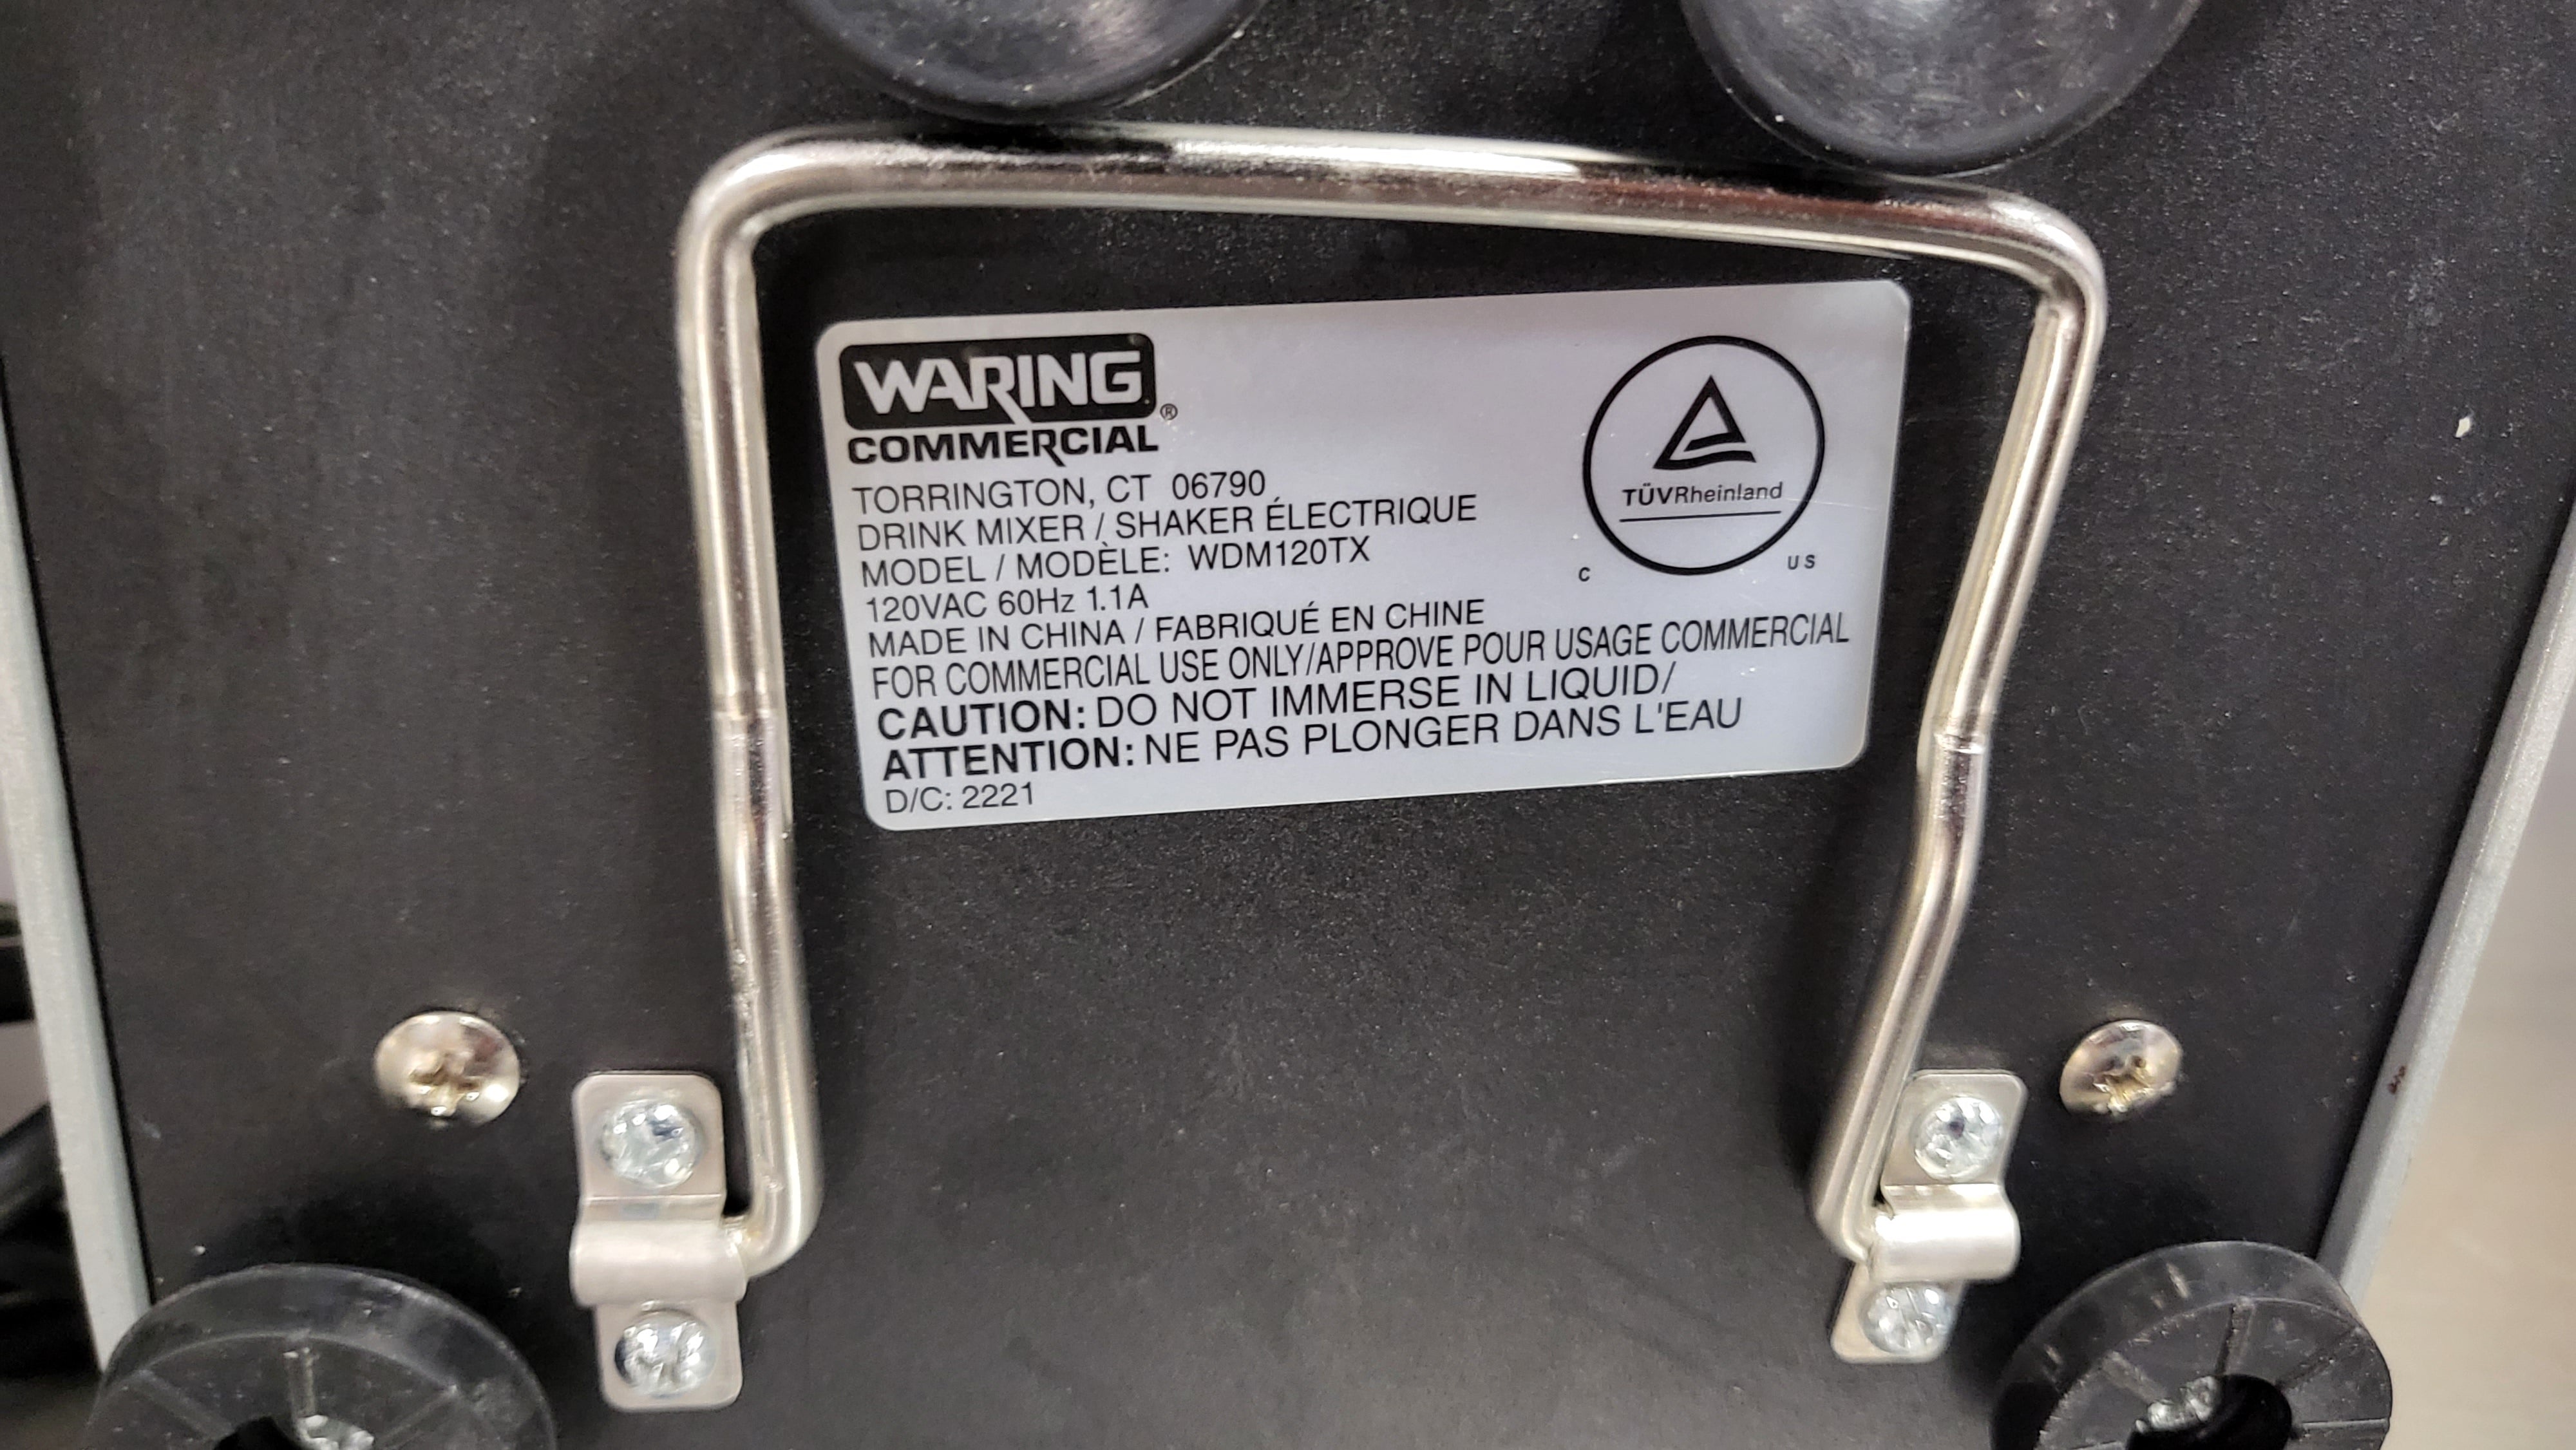 WARING®
COMMERCIAL
TORRINGTON, CT 06790
DRINK MIXER / SHAKER ÉLECTRIQUE
MODEL / MODÈLE: WDM120TX
120VAC 60Hz 1.1A
MADE IN CHINA / FABRIQUÉ EN CHINE
FOR COMMERCIAL USE ONLY/APPROVE POUR USAGE COMMERCIAL
CAUTION: DO NOT IMMERSE IN LIQUID/
ATTENTION: NE PAS PLONGER DANS L'EAU
D/C: 2221
TÜVRheinland
C US